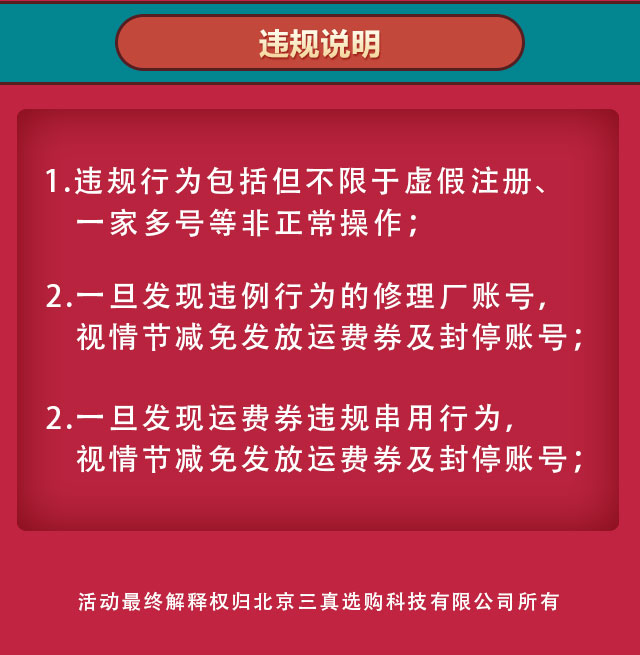 违规说明
1.违规行为包括但不限于虚假注册、
一家多号等非正常操作；
2.一旦发现违例行为的修理厂账号，
视情节减免发放运费券及封停账号；
2.一旦发现运费券违规串用行为，
视情节减免发放运费券及封停账号；
活动最终解释权归北京三真选购科技有限公司所有